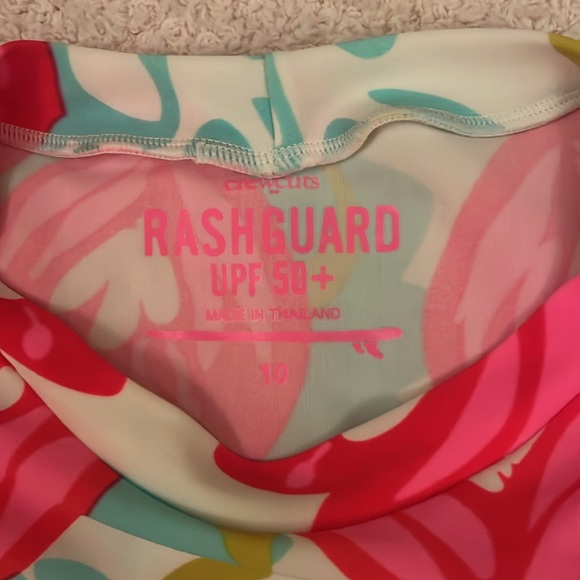 crewcuts
RASHGUARD
UPF 50+
MADE IN THAILAND
10